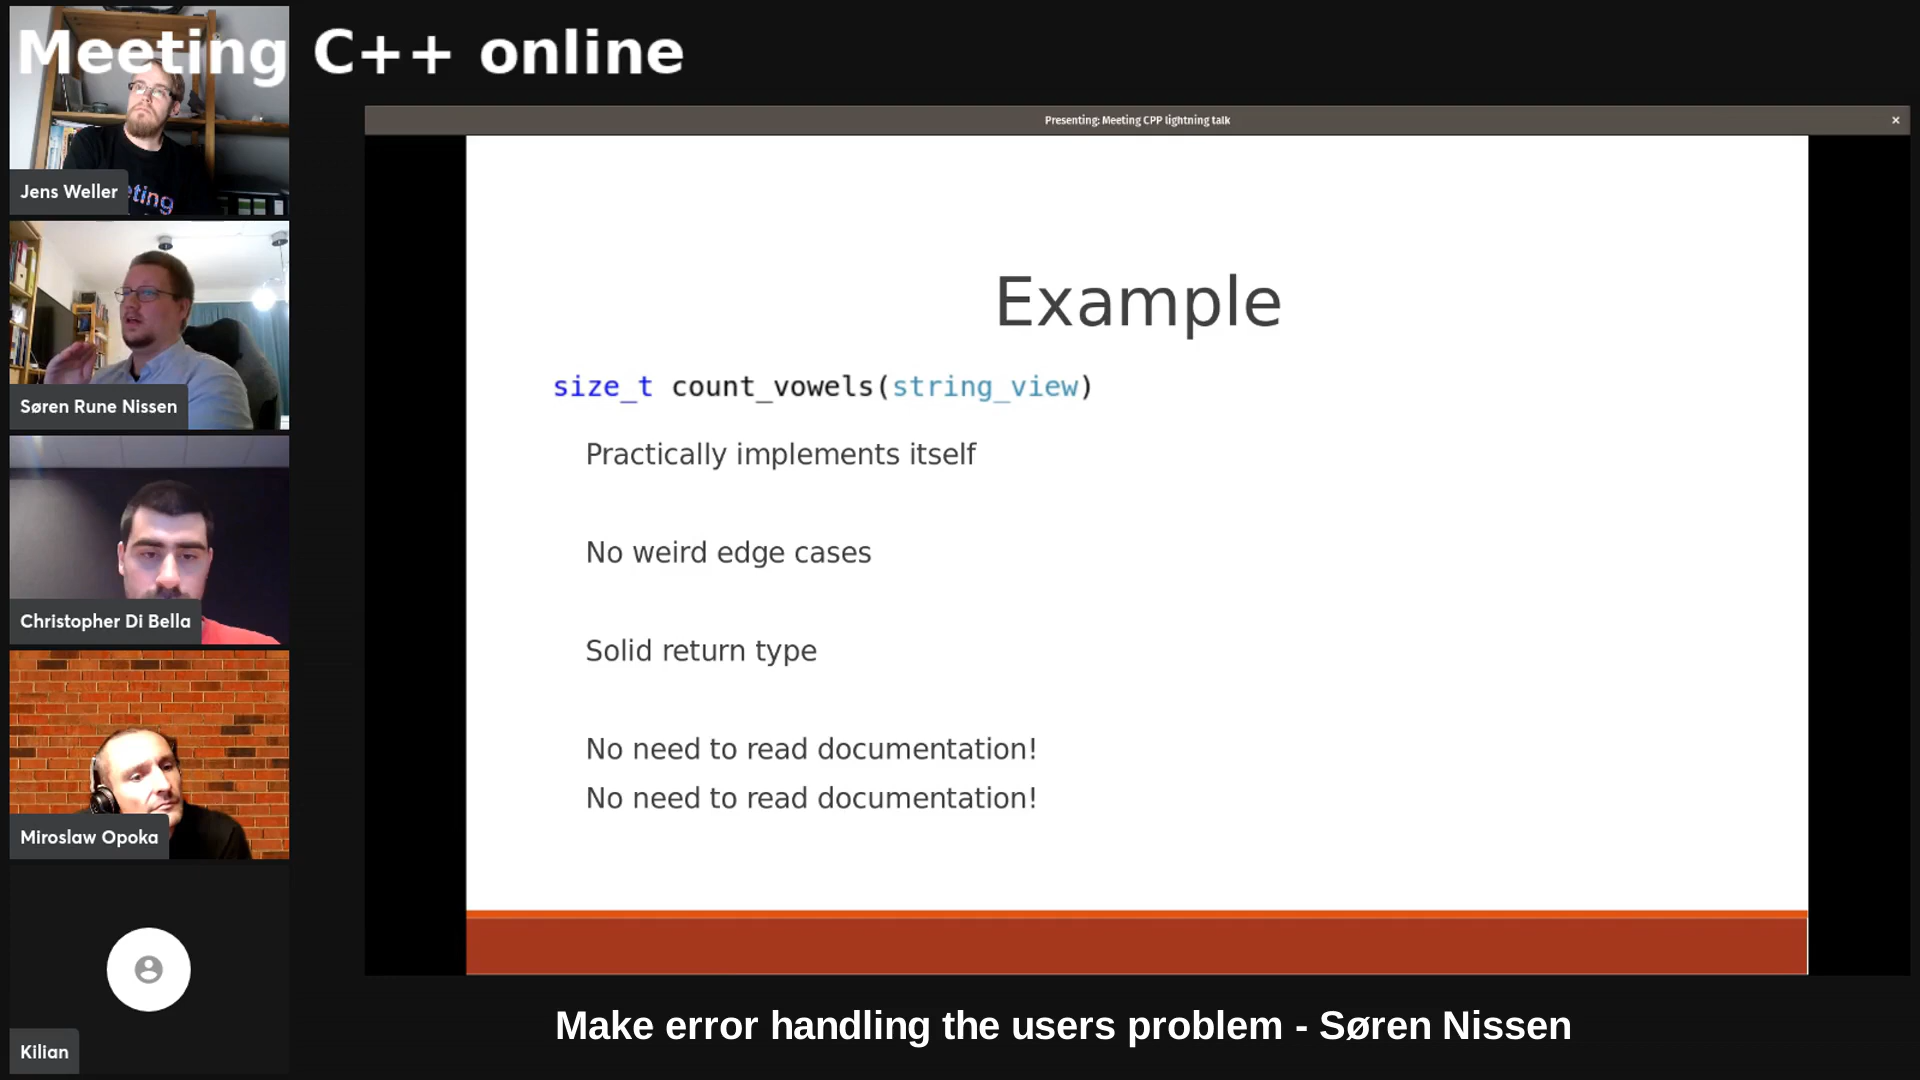 Meeting C++ online
Presenting: Meeting CPP lightning talk
×
Jens Weller
eting
Søren Rune Nissen
Christopher Di Bella
Miroslaw Opoka
Kilian
Example
size_t count_vowels(string_view)
Practically implements itself
No weird edge cases
Solid return type
No need to read documentation!
No need to read documentation!
Make error handling the users problem - Søren Nissen